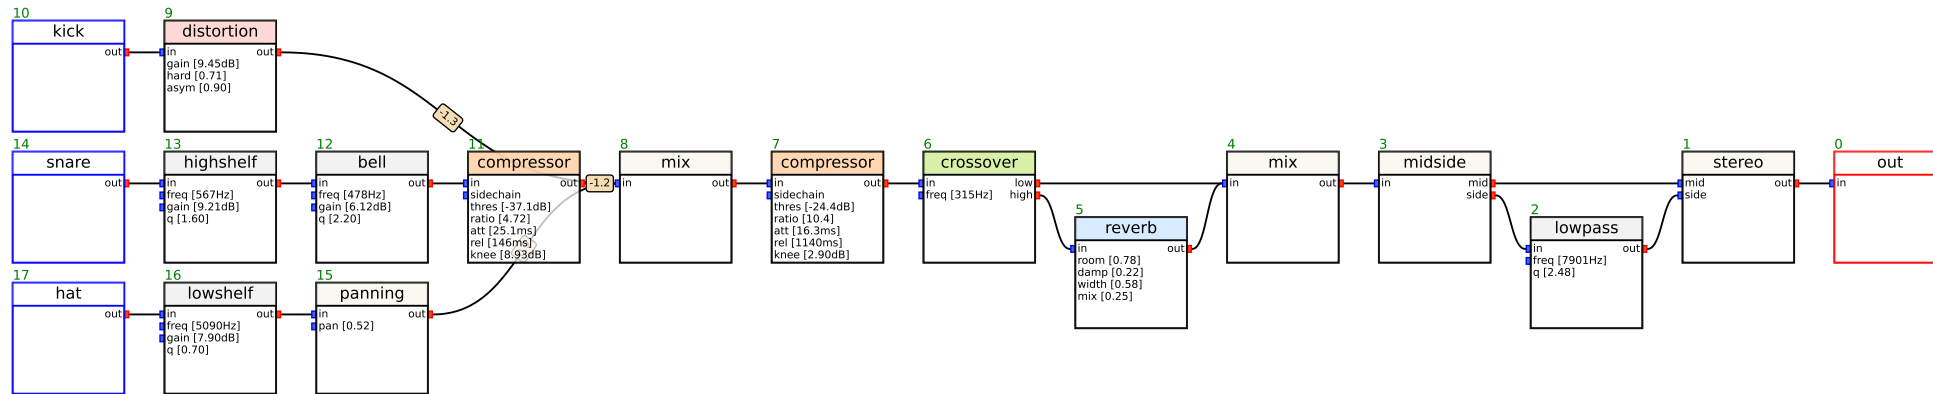 10
kick
out
9
distortion
in out
gain [9.45dB]
hard [0.71]
asym [0.90]
-1.3
14
snare
out
13
highshelf
in out
freq [567Hz]
gain [9.21dB]
q [1.60]
12
bell
in out
freq [478Hz]
gain [6.12dB]
q [2.20]
11
compressor
in out
sidechain
thres [-37.1dB]
ratio [4.72]
att [25.1ms]
rel [146ms]
knee [8.93dB]
-1.2
8
mix
in out
7
compressor
in out
sidechain
thres [-24.4dB]
ratio [10.4]
att [16.3ms]
rel [1140ms]
knee [2.90dB]
6
crossover
in low
freq [315Hz] high
5
reverb
in out
room [0.78]
damp [0.22]
width [0.58]
mix [0.25]
4
mix
in out
3
midside
in mid
side
2
lowpass
in out
freq [7901Hz]
q [2.48]
1
stereo
mid out
side
0
out
in
17
hat
out
16
lowshelf
in out
freq [5090Hz]
gain [7.90dB]
q [0.70]
15
panning
in out
pan [0.52]